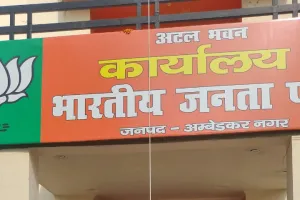 अटल भवन
कार्यालय
भारतीय जनता
जनपद - अम्बेडकर नगर